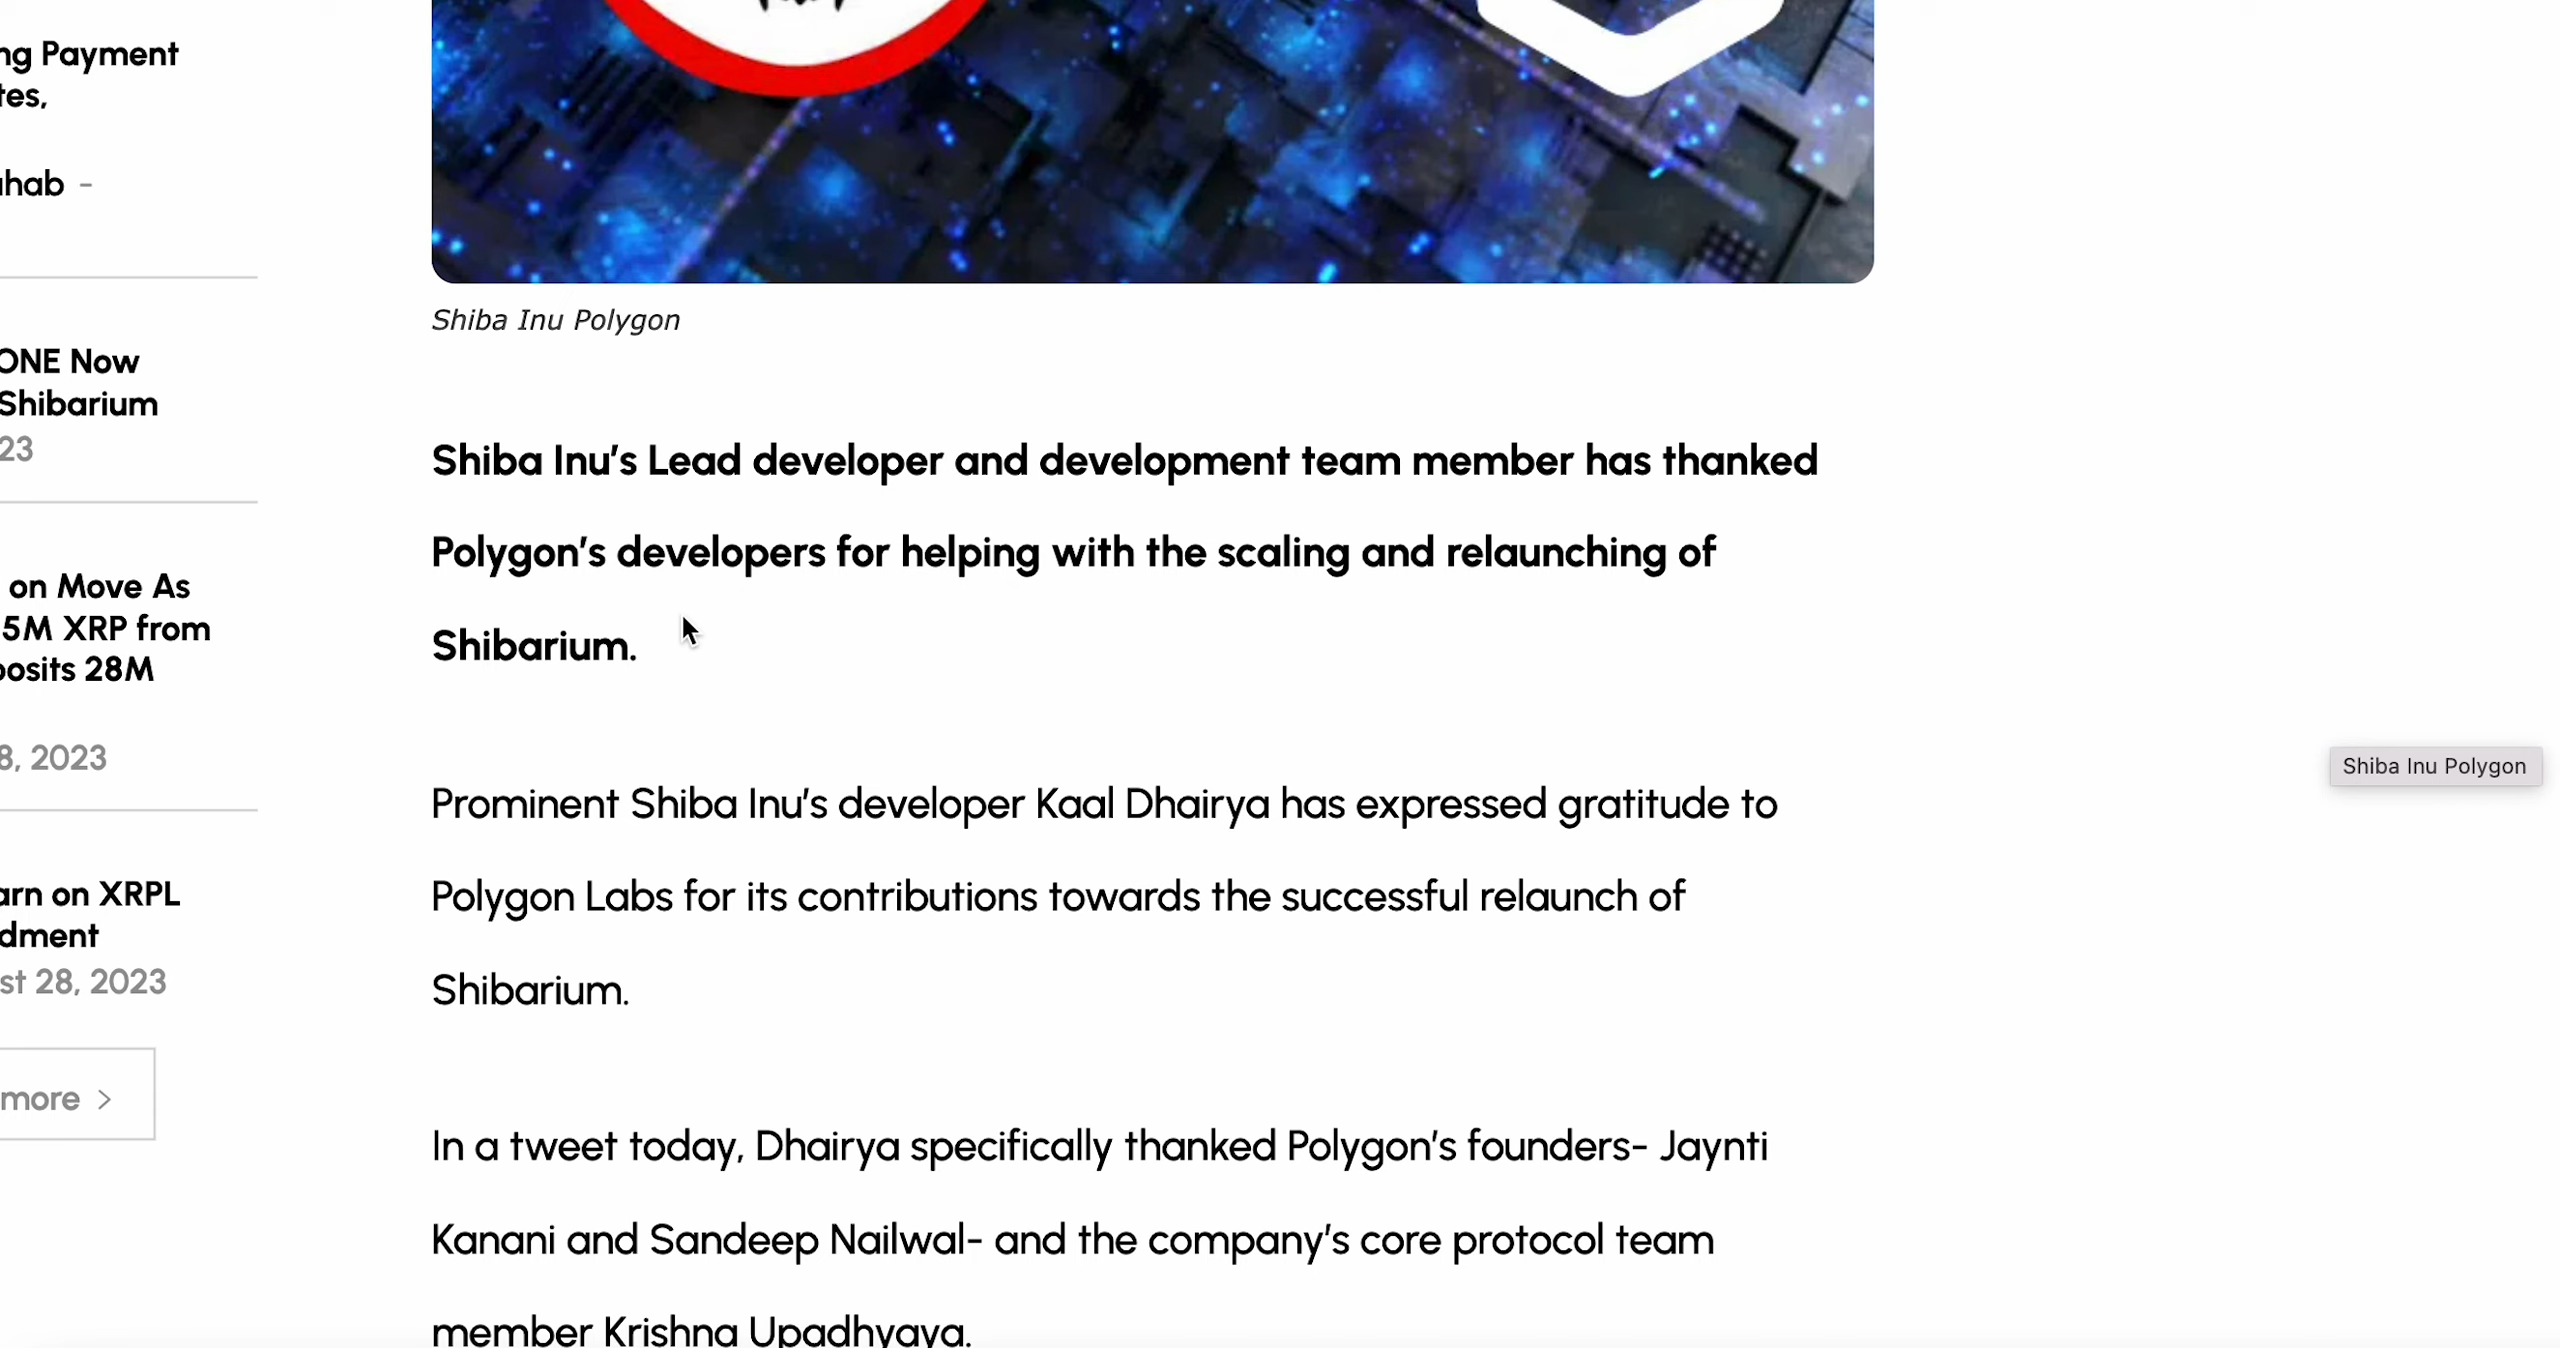 ng Payment
tes,
ahab -
ONE Now
Shibarium
23
on Move As
5M XRP from
posits 28M
8, 2023
arn on XRPL
dment
st 28, 2023
more >
Shiba Inu Polygon
Shiba Inu’s Lead developer and development team member has thanked
Polygon’s developers for helping with the scaling and relaunching of
Shibarium.
Prominent Shiba Inu’s developer Kaal Dhairya has expressed gratitude to
Polygon Labs for its contributions towards the successful relaunch of
Shibarium.
In a tweet today, Dhairya specifically thanked Polygon’s founders- Jaynti
Kanani and Sandeep Nailwal- and the company’s core protocol team
member Krishna Upadhyaya.
Shiba Inu Polygon